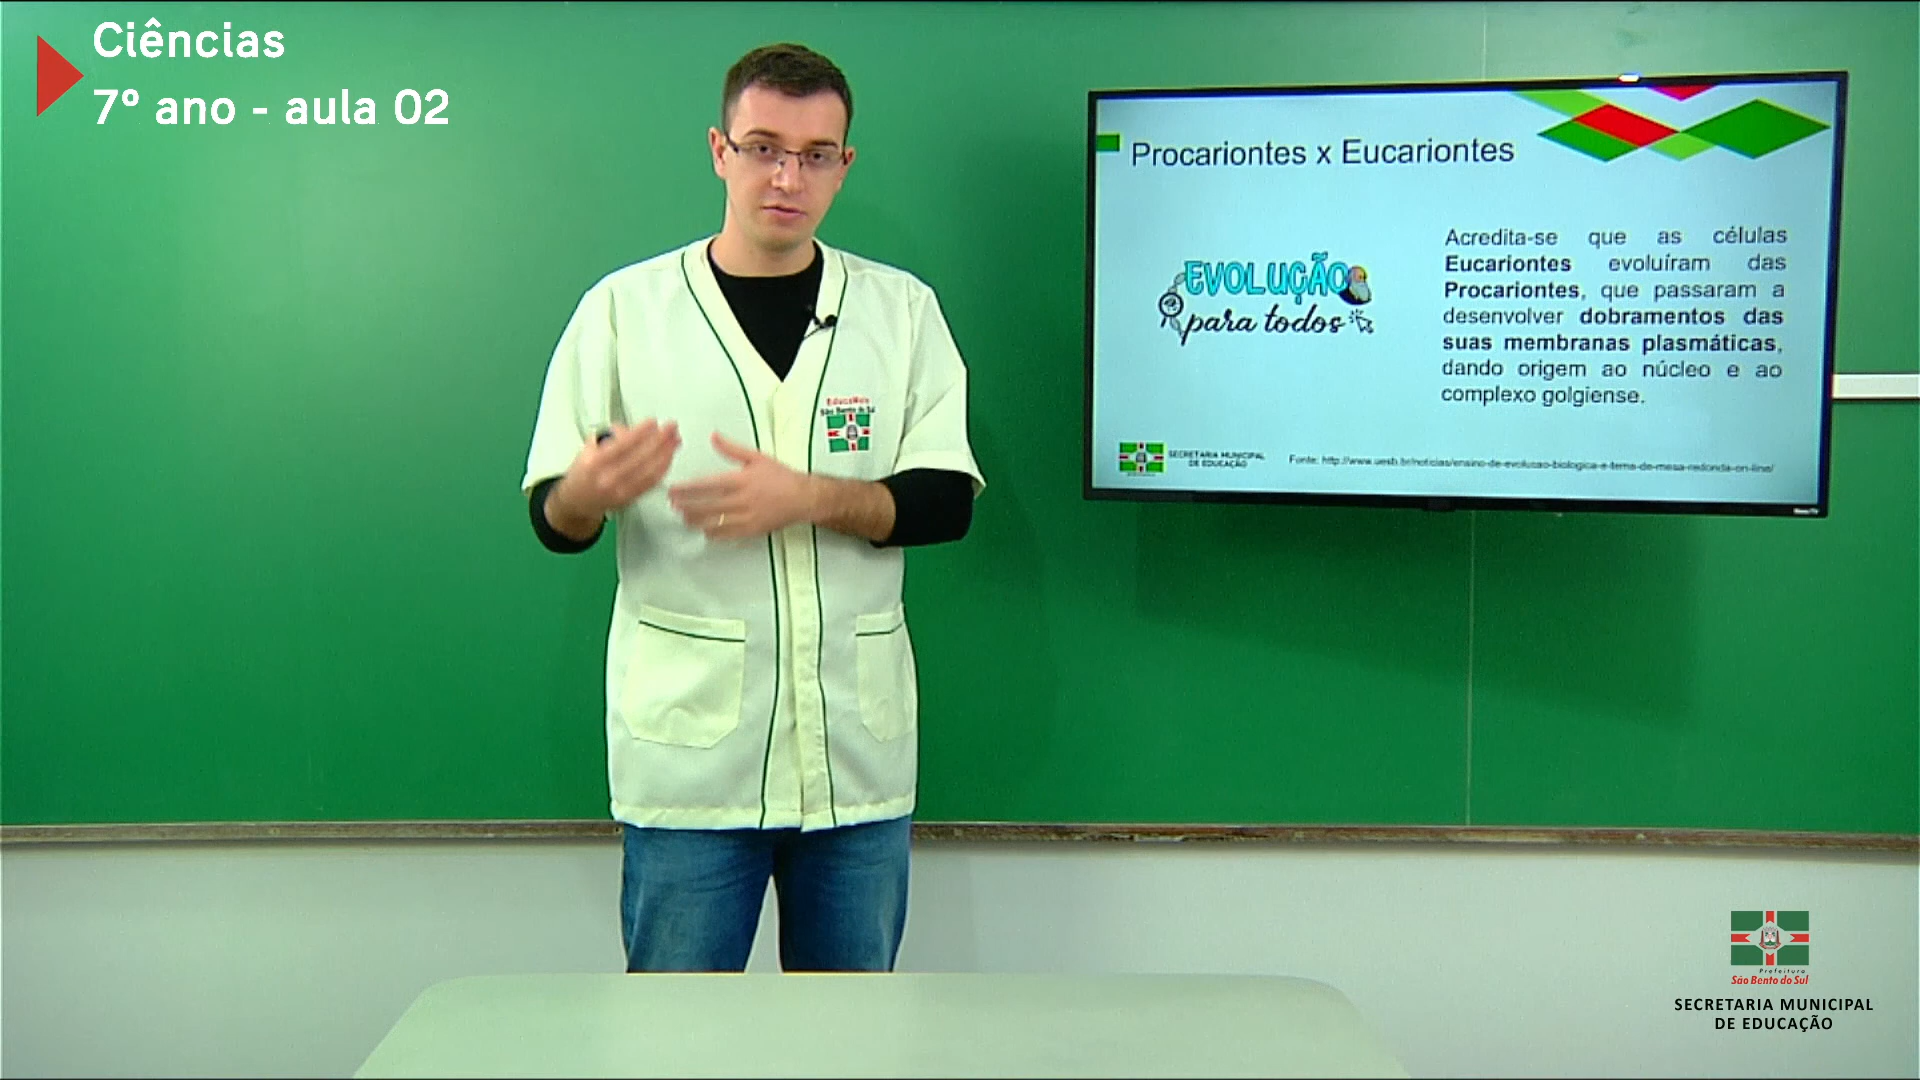 Ciências
7º ano - aula 02
Procariontes x Eucariontes
EVOLUÇÃO
para todos
Acredita-se que as células
Eucariontes evoluíram das
Procariontes, que passaram a
desenvolver dobramentos das
suas membranas plasmáticas,
dando origem ao núcleo e ao
complexo golgiense.
SECRETARIA MUNICIPAL
DE EDUCAÇÃO
Fonte: http://www.uesb.br/noticias/ensino-de-evolucao-biologica-e-tema-de-mesa-redonda-on-line/
EducaMais
São Bento do Sul
Prefeitura
São Bento do Sul
SECRETARIA MUNICIPAL
DE EDUCAÇÃO